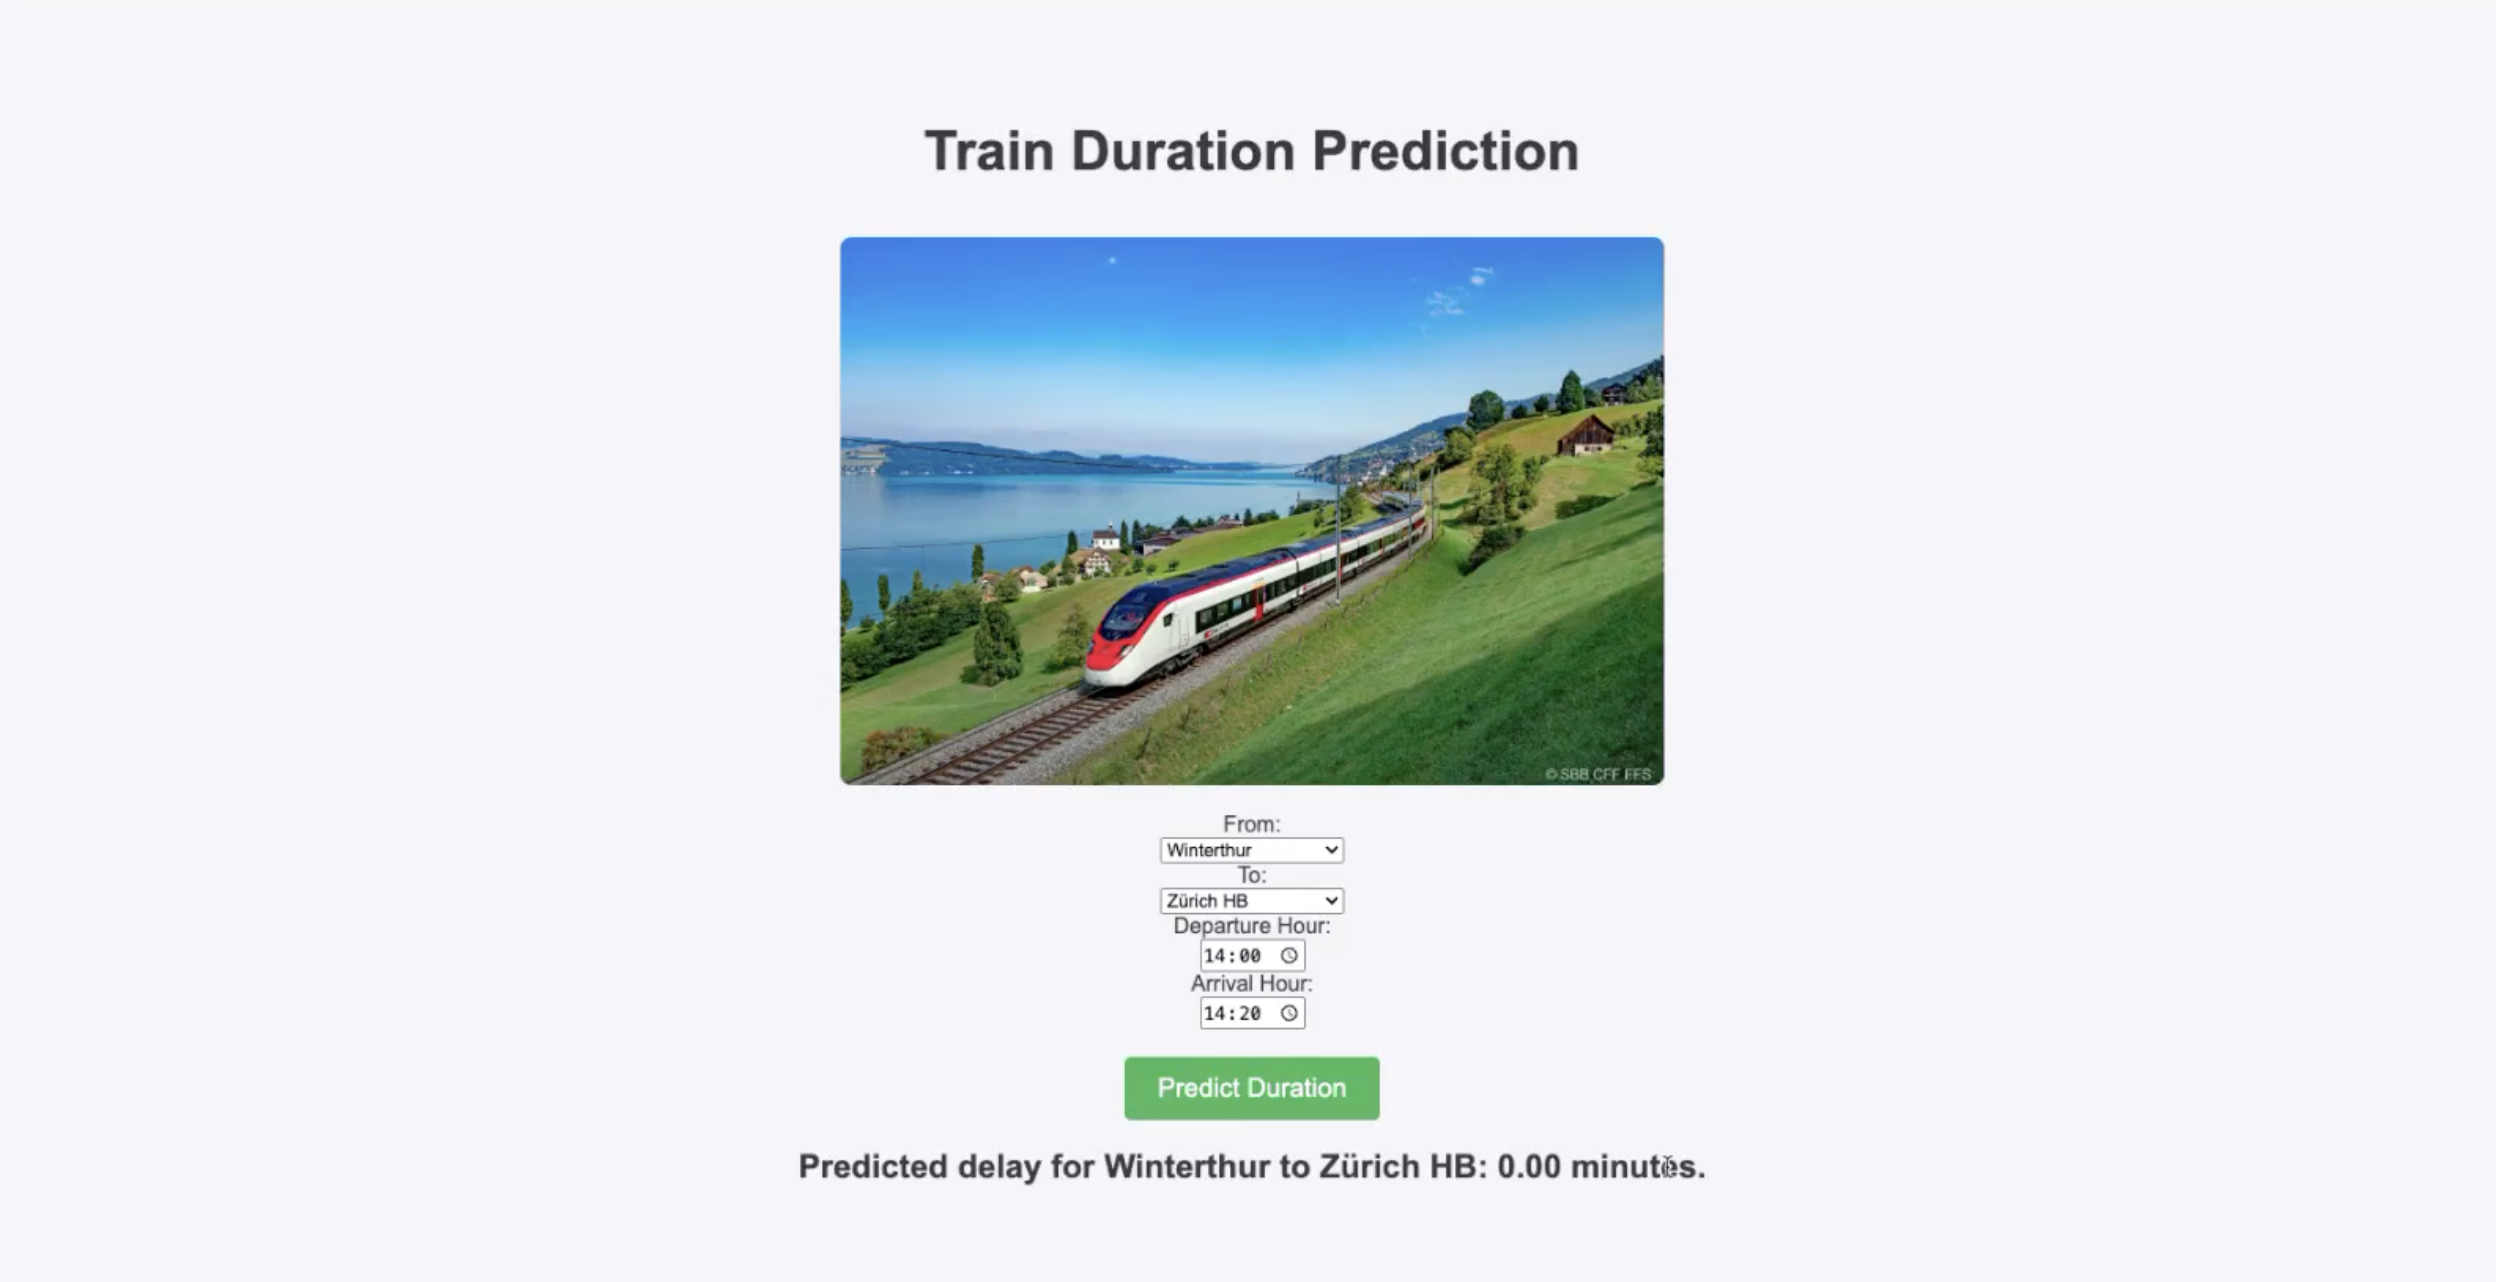 Train Duration Prediction
© SBB CFF FFS
From:
Winterthur
To:
Zürich HB
Departure Hour:
14:00
Arrival Hour:
14:20
Predict Duration
Predicted delay for Winterthur to Zürich HB: 0.00 minutes.